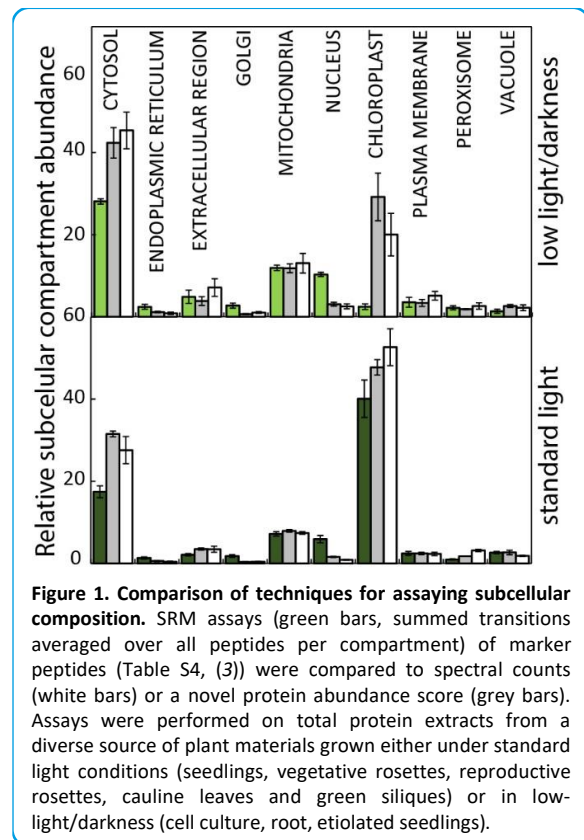 Relative subcelular compartment abundance
60
40
20
60
40
20
0
CYTOSOL
ENDOPLASMIC RETICULUM
EXTRACELLULAR REGION
GOLGI
MITOCHONDRIA
NUCLEUS
CHLOROPLAST
PLASMA MEMBRANE
PEROXISOME
VACUOLE
low light/darkness
standard light
Figure 1. Comparison of techniques for assaying subcellular
composition. SRM assays (green bars, summed transitions
averaged over all peptides per compartment) of marker
peptides (Table S4, (3)) were compared to spectral counts
(white bars) or a novel protein abundance score (grey bars).
Assays were performed on total protein extracts from a
diverse source of plant materials grown either under standard
light conditions (seedlings, vegetative rosettes, reproductive
rosettes, cauline leaves and green siliques) or in low-
light/darkness (cell culture, root, etiolated seedlings).